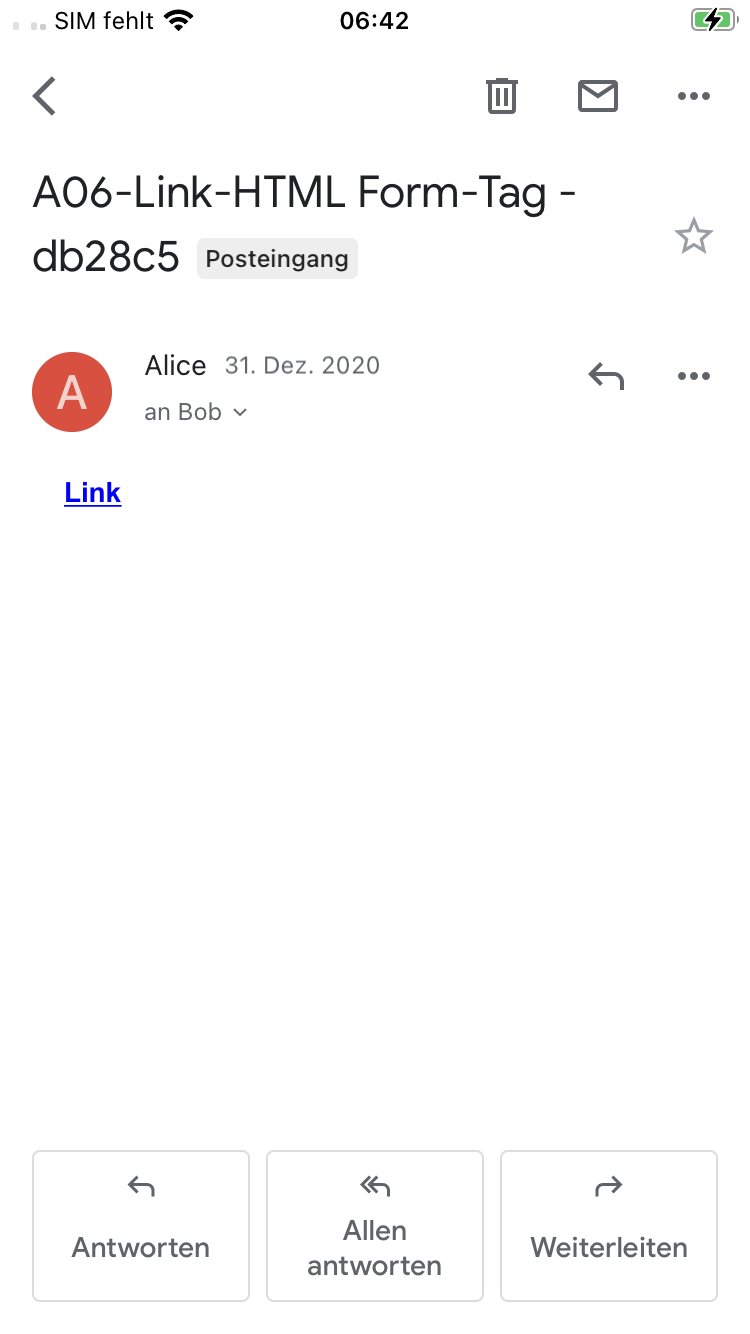 SIM fehlt 06:42
A06-Link-HTML Form-Tag -
db28c5 Posteingang
A
Alice 31. Dez. 2020
an Bob
Link
Antworten
Allen
antworten
Weiterleiten